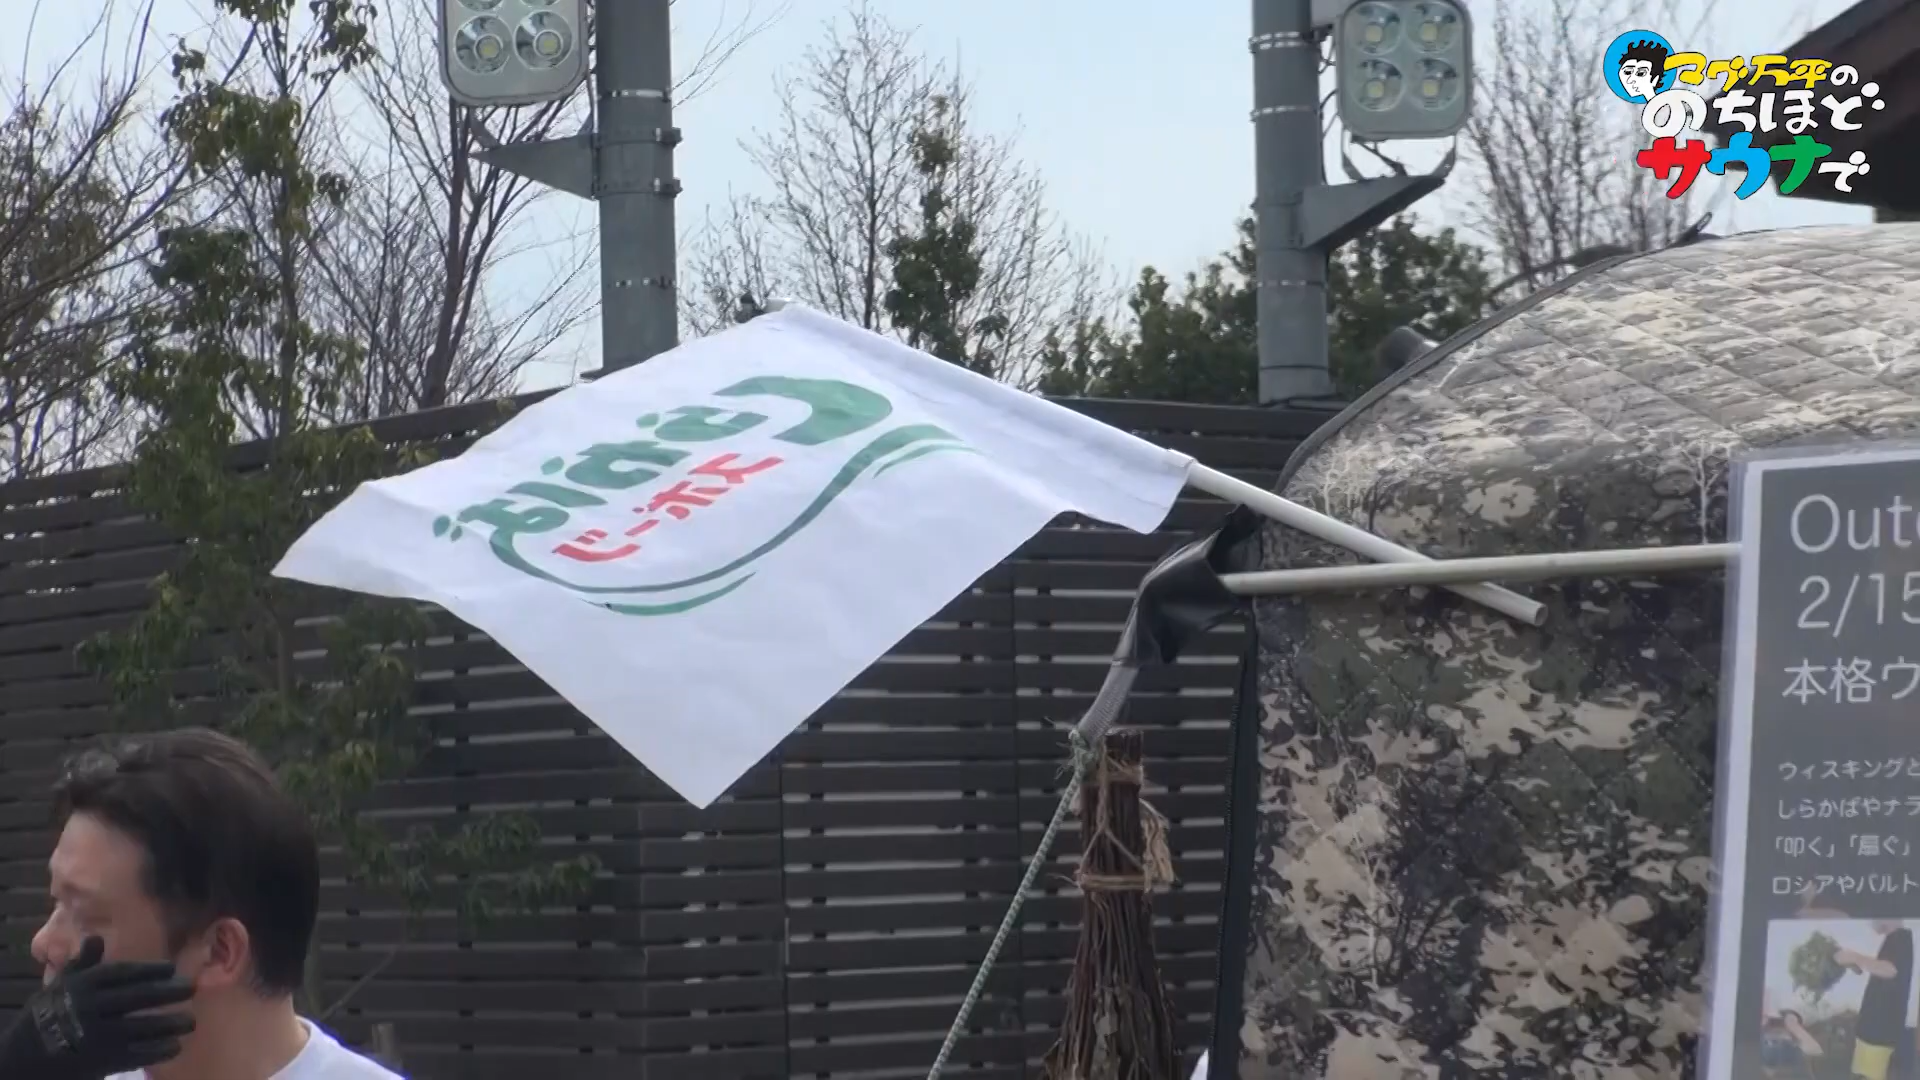 マグ万平の
のちほど
サウナで
Out
2/15
本格ウ
ウィスキングと
しらかばやナラ
「叩く」「扇ぐ」
ロシアやバルト